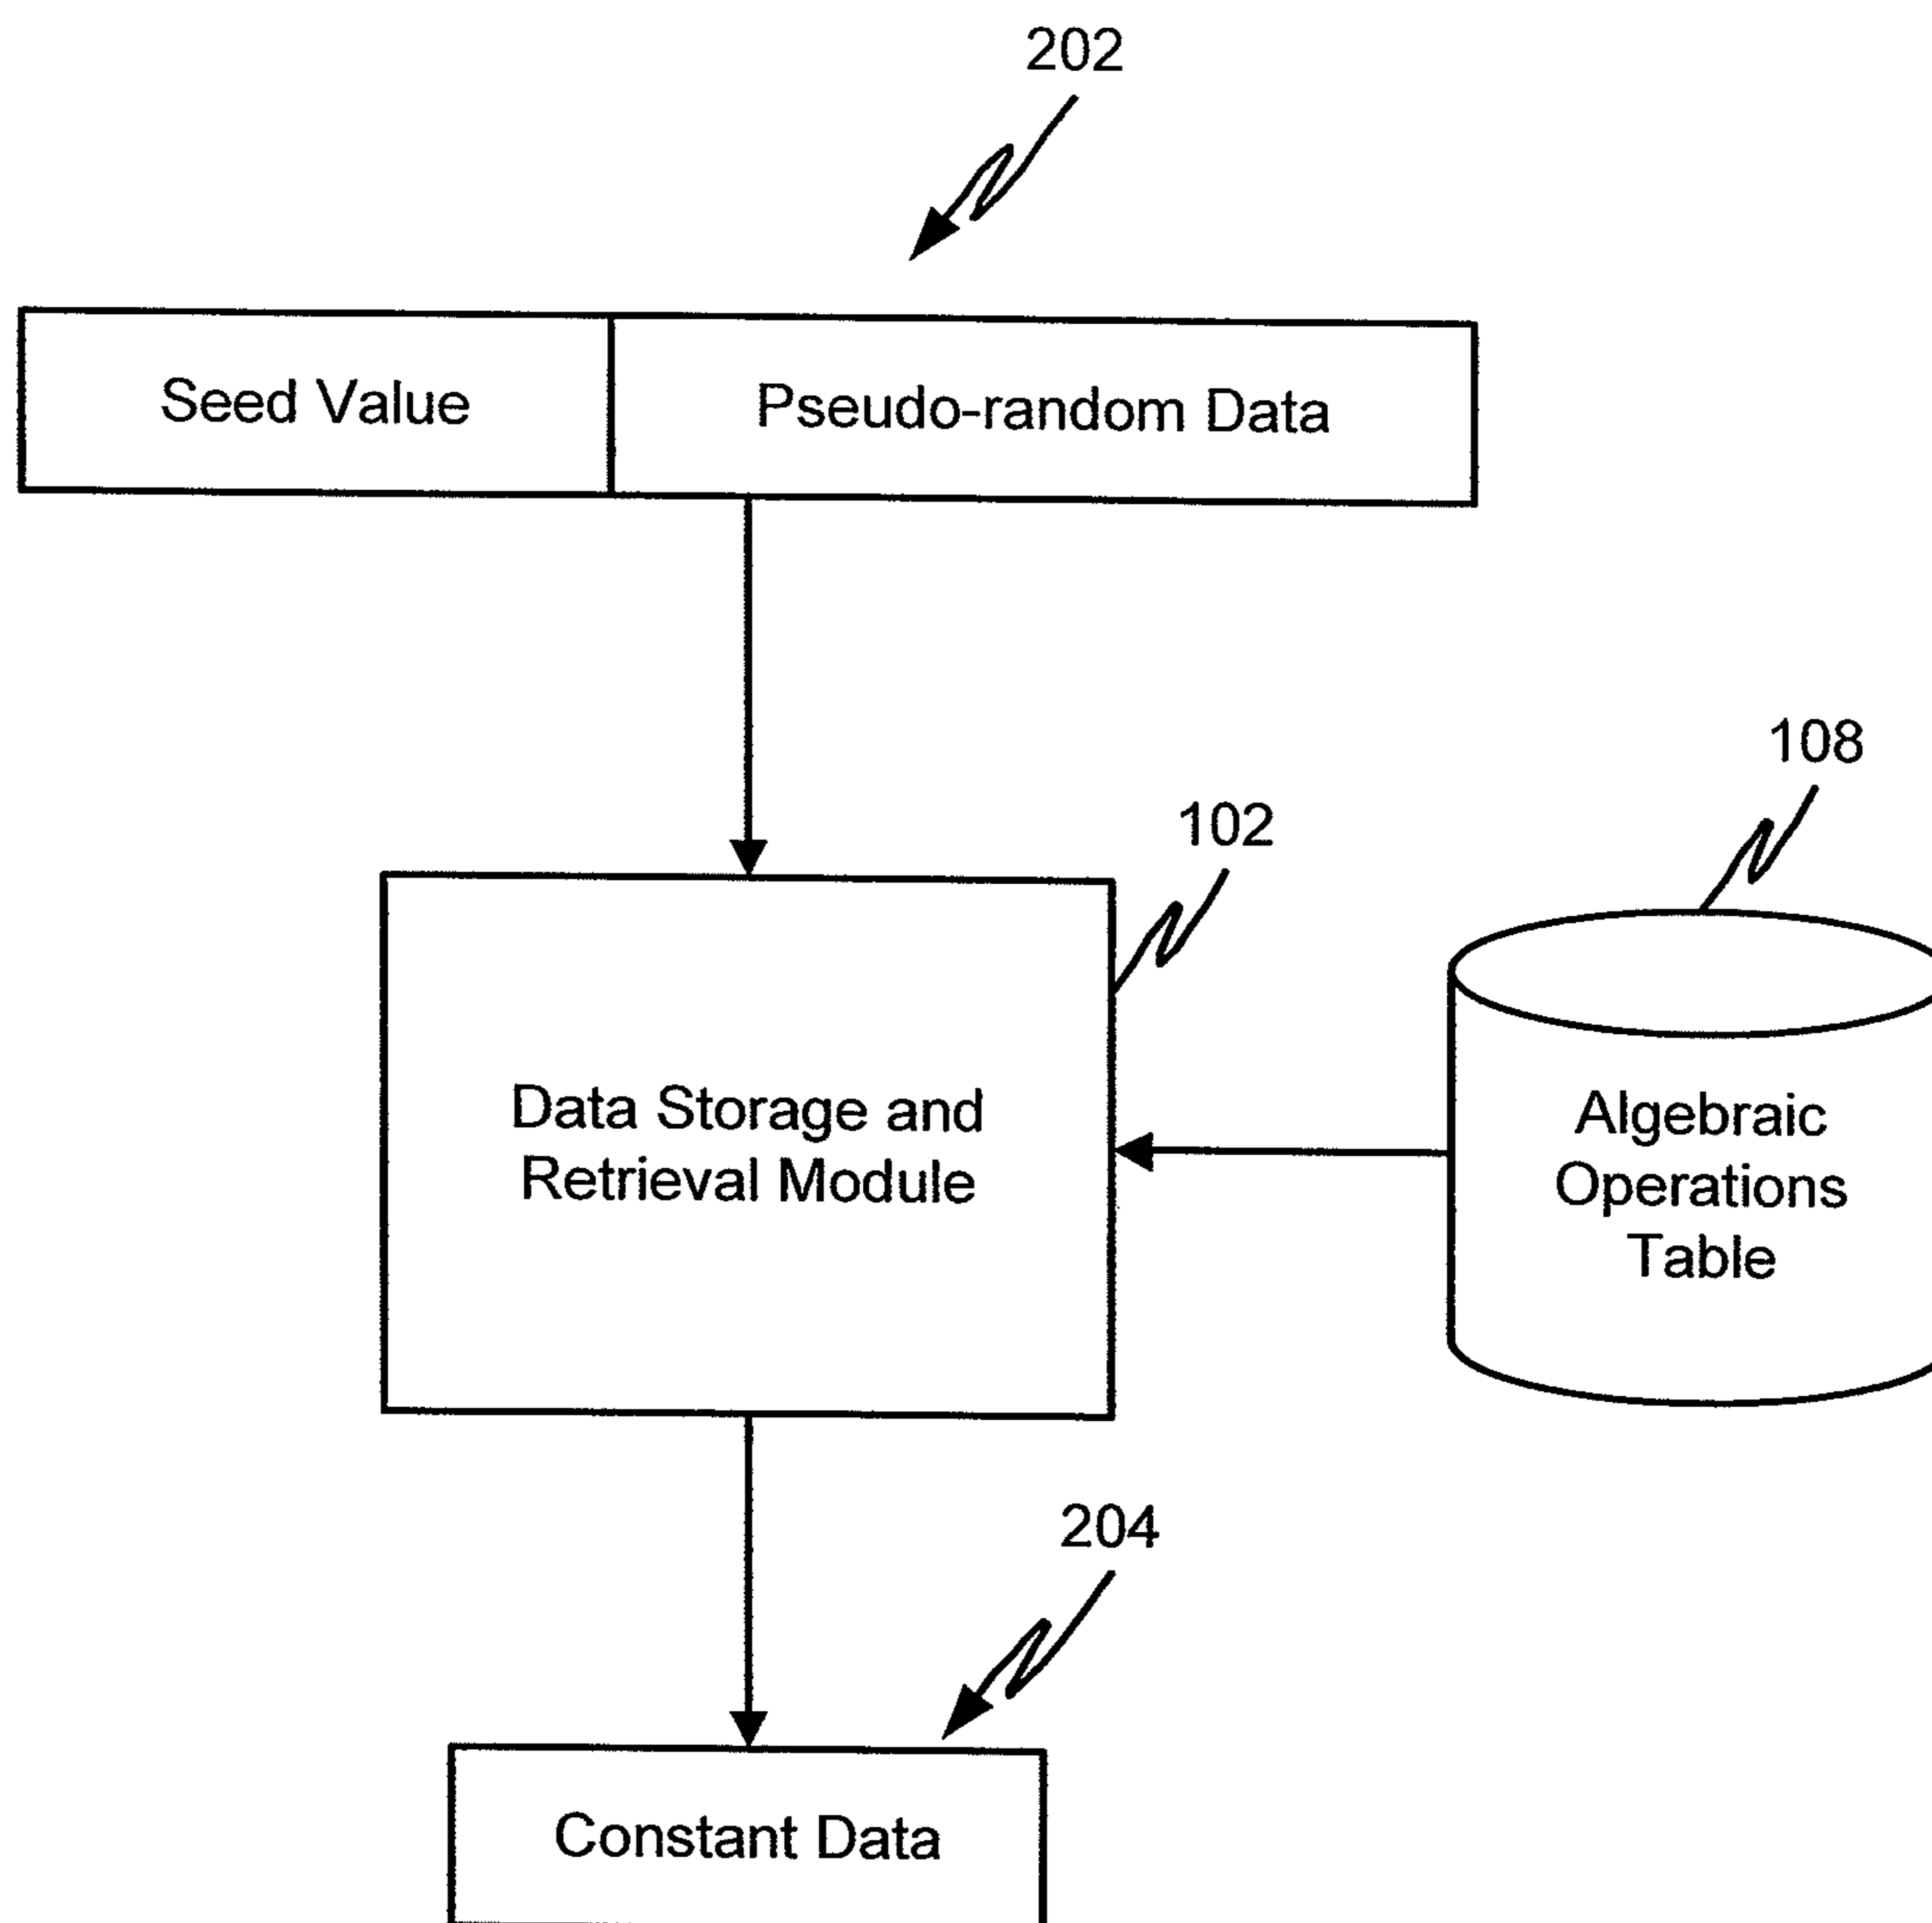 202
Seed Value
Pseudo-random Data
108
102
Data Storage and
Retrieval Module
Algebraic
Operations
Table
204
Constant Data